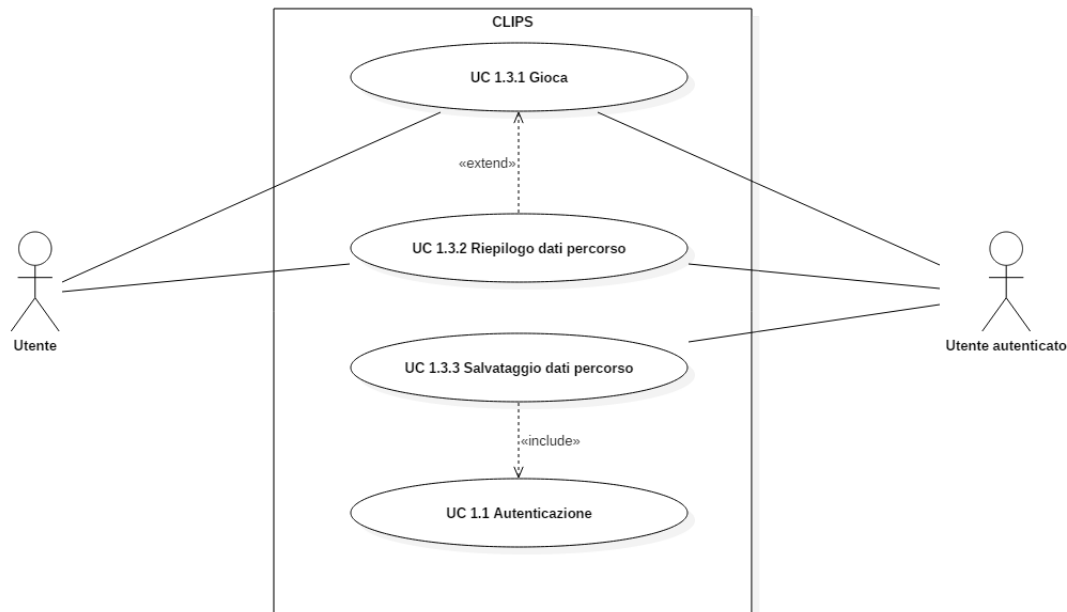 CLIPS
UC 1.3.1 Gioca
«extend»
UC 1.3.2 Riepilogo dati percorso
Utente
Utente autenticato
UC 1.3.3 Salvataggio dati percorso
«include»
UC 1.1 Autenticazione